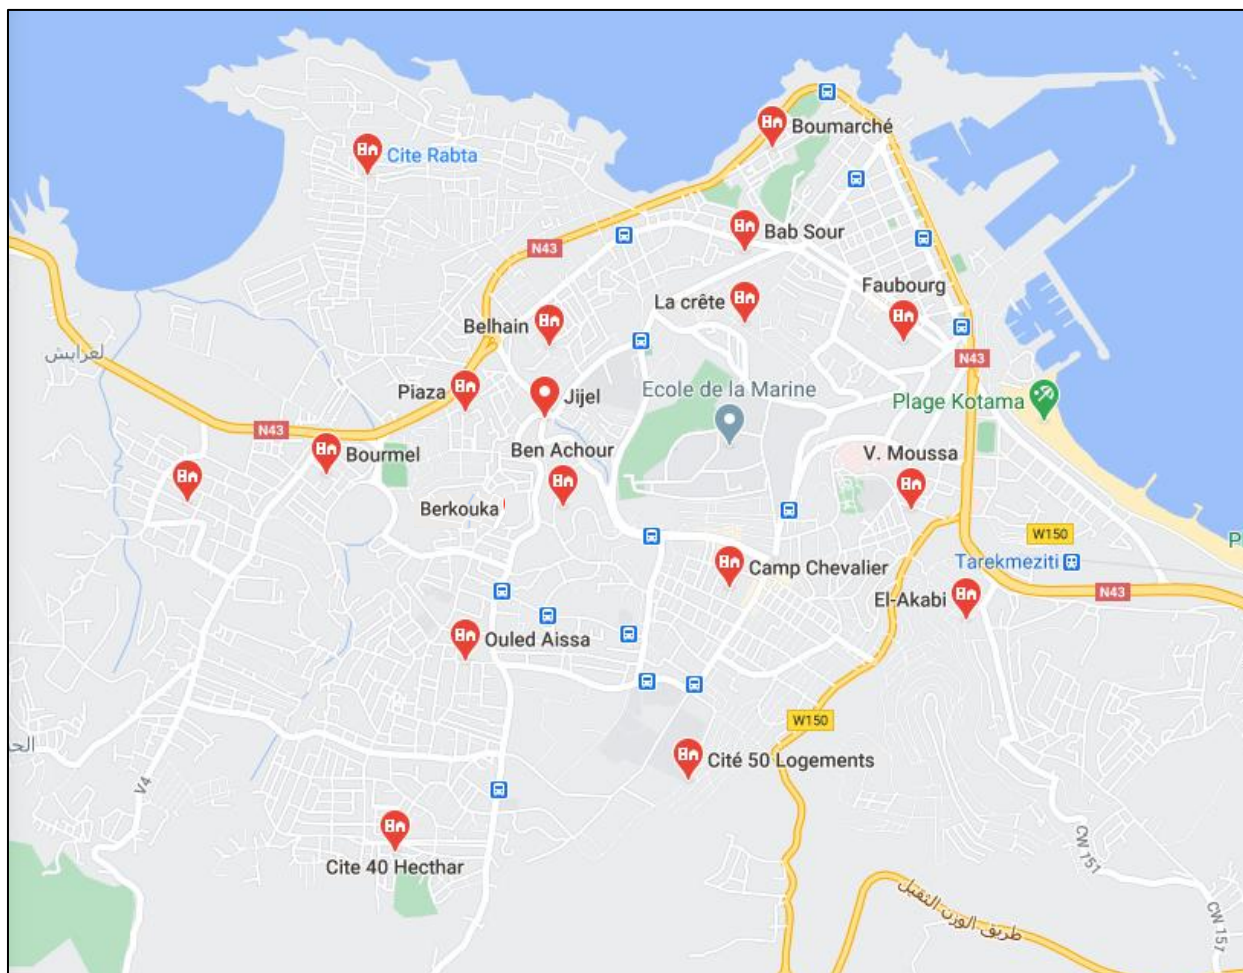 Boumarché
Cite Rabta
Bab Sour
N43
Faubourg
La crête
Belhain
لعرابش
N43
Piaza
Jijel
Ecole de la Marine
Plage Kotama
N43
Bourmel
Ben Achour
V. Moussa
Berkouka
W150
Camp Chevalier
Tarekmeziti
El-Akabi
N43
Ouled Aissa
W150
Cité 50 Logements
V4
Cite 40 Hecthar
CW 151
طريق الوزن الثقيل
CW 157